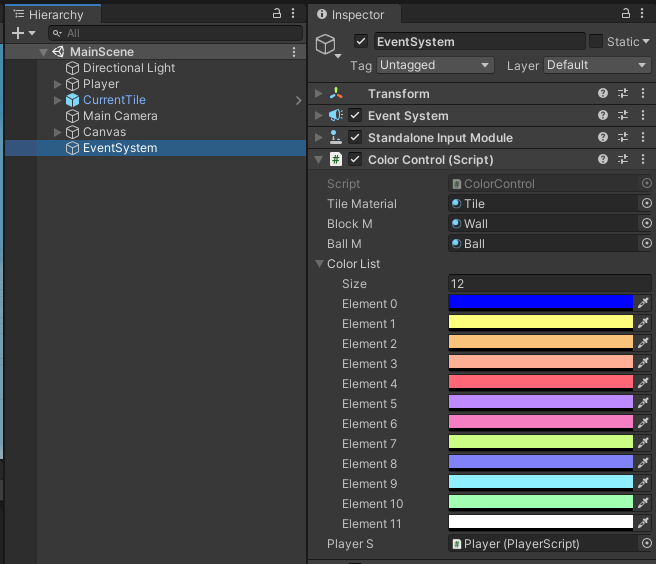 Hierarchy
All
MainScene
Directional Light
Player
CurrentTile
Main Camera
Canvas
EventSystem
Inspector
EventSystem
Static
Tag Untagged Layer Default
Transform
Event System
Standalone Input Module
Color Control (Script)
Script ColorControl
Tile Material Tile
Block M Wall
Ball M Ball
Color List
Size 12
Element 0
Element 1
Element 2
Element 3
Element 4
Element 5
Element 6
Element 7
Element 8
Element 9
Element 10
Element 11
Player S Player (PlayerScript)